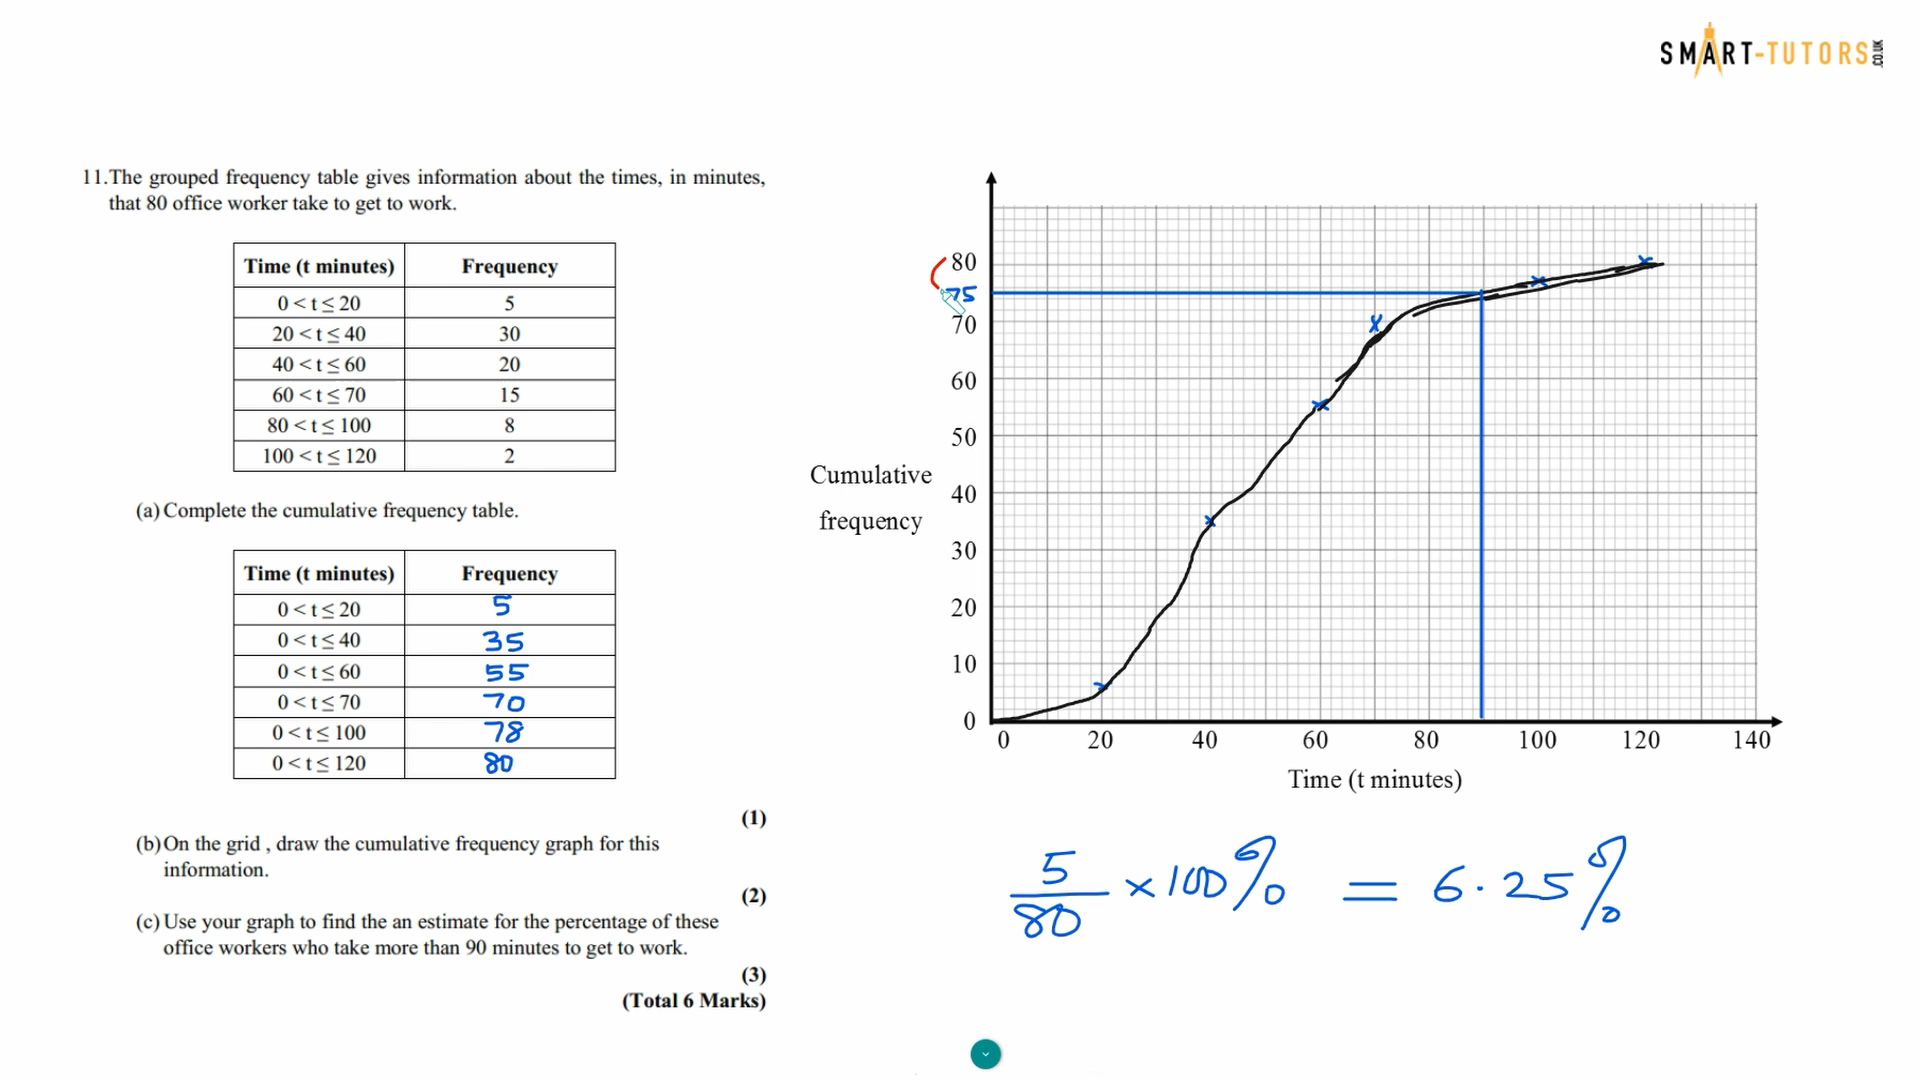 SMART-TUTORS.CO.UK
11.The grouped frequency table gives information about the times, in minutes,
that 80 office worker take to get to work.
Time (t minutes) Frequency
0 < t ≤ 20 5
20 < t ≤ 40 30
40 < t ≤ 60 20
60 < t ≤ 70 15
80 < t ≤ 100 8
100 < t ≤ 120 2
(a) Complete the cumulative frequency table.
Time (t minutes) Frequency
0 < t ≤ 20 5
0 < t ≤ 40 35
0 < t ≤ 60 55
0 < t ≤ 70 70
0 < t ≤ 100 78
0 < t ≤ 120 80
(1)
(b) On the grid , draw the cumulative frequency graph for this
information.
(2)
(c) Use your graph to find the an estimate for the percentage of these
office workers who take more than 90 minutes to get to work.
(3)
(Total 6 Marks)
80
75
70
60
50
Cumulative
frequency
40
30
20
10
0
0 20 40 60 80 100 120 140
Time (t minutes)
5/80 × 100% = 6.25%